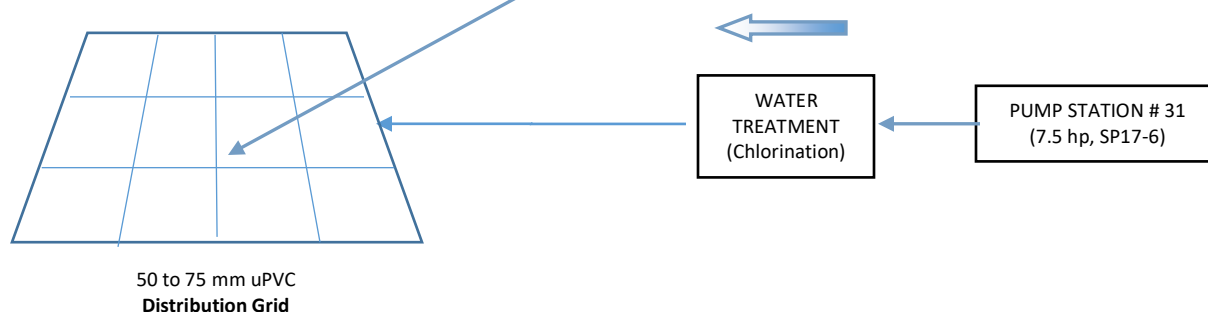 WATER
TREATMENT
(Chlorination)
PUMP STATION # 31
(7.5 hp, SP17-6)
50 to 75 mm uPVC
Distribution Grid